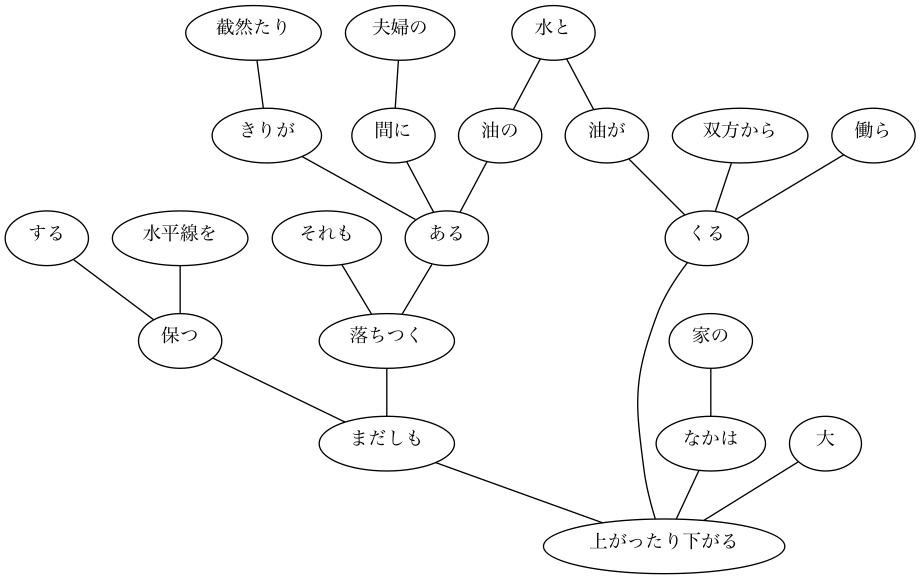 截然たり
夫婦の
水と
きりが
間に
油の
油が
双方から
働ら
する
水平線を
それも
ある
くる
保つ
落ちつく
家の
まだしも
なかは
大
上がったり下がる